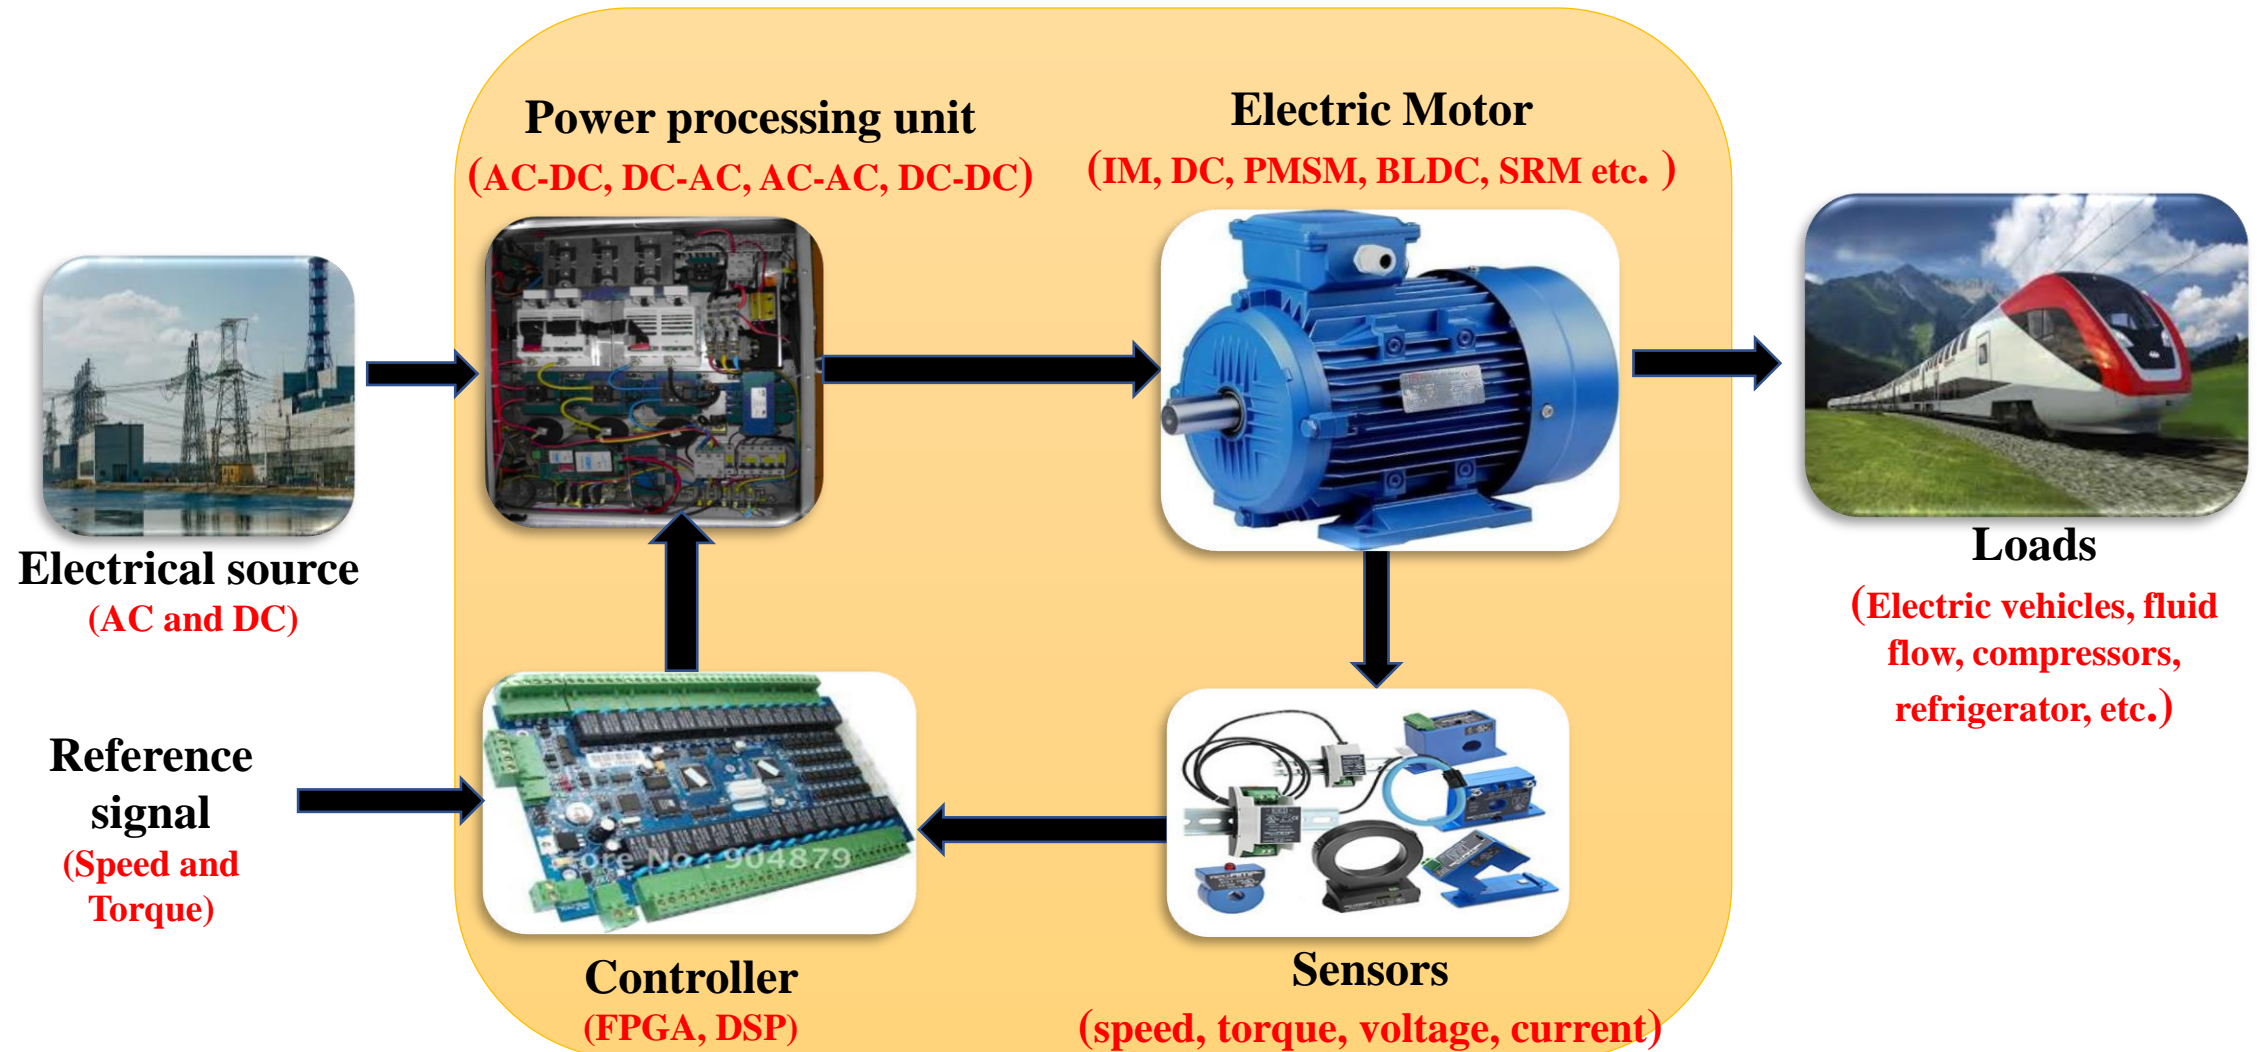 Power processing unit
(AC-DC, DC-AC, AC-AC, DC-DC)
Electric Motor
(IM, DC, PMSM, BLDC, SRM etc. )
Electrical source
(AC and DC)
Loads
(Electric vehicles, fluid
flow, compressors,
refrigerator, etc.)
Reference
signal
(Speed and
Torque)
Controller
(FPGA, DSP)
Sensors
(speed, torque, voltage, current)
904879